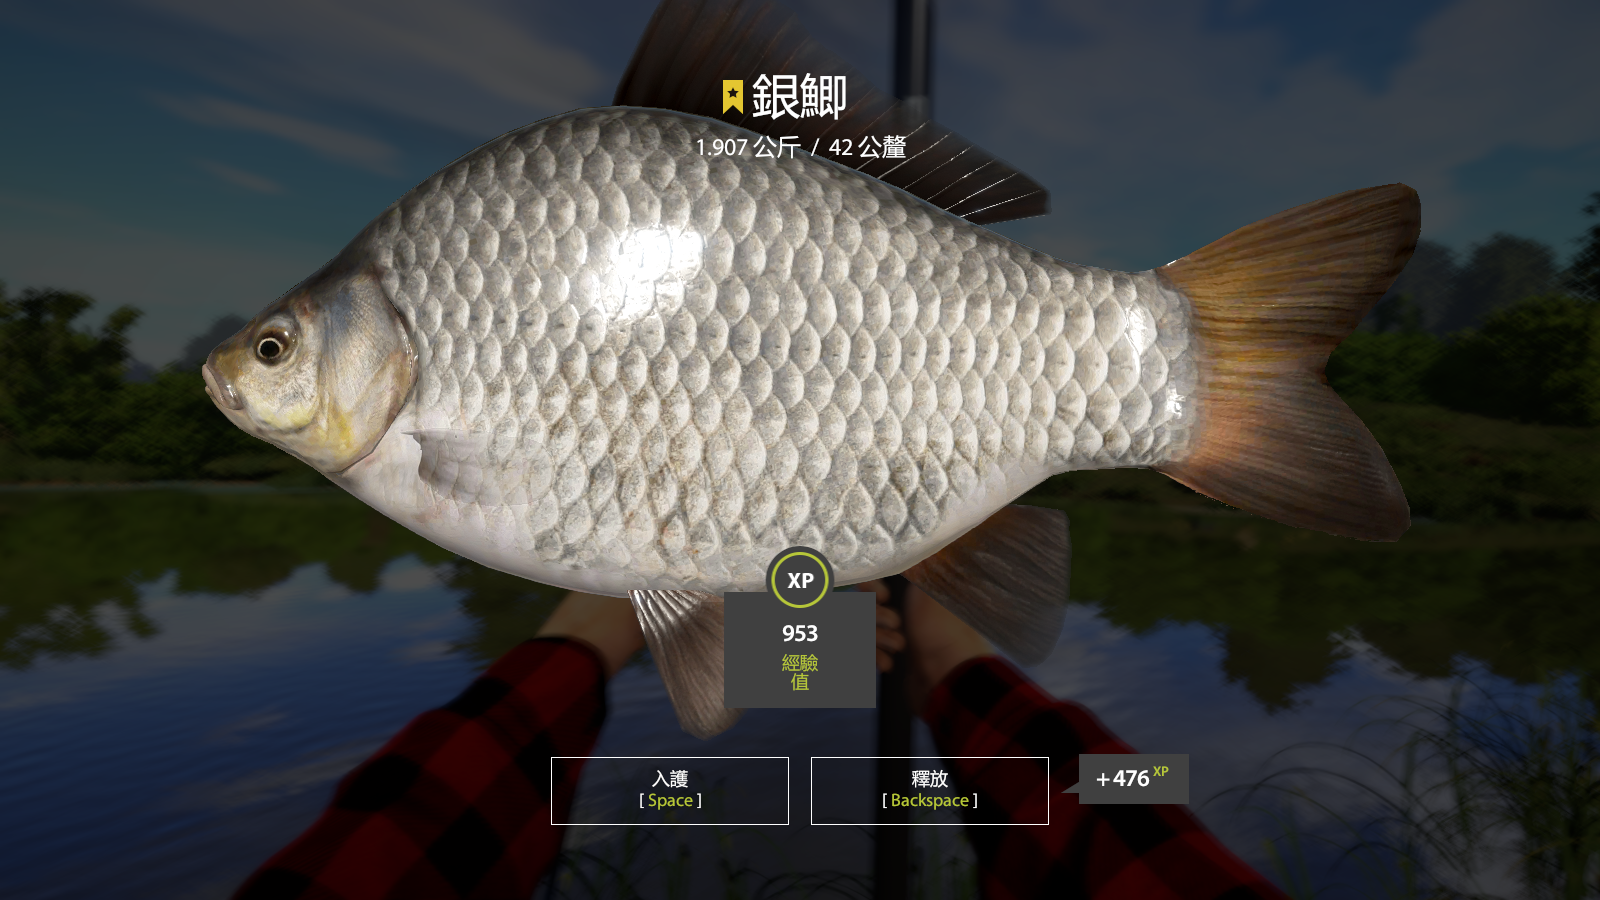 銀鯽
1.907 公斤 / 42 公釐
XP
953
經驗
值
入護
[ Space ]
釋放
[ Backspace ]
+476 XP